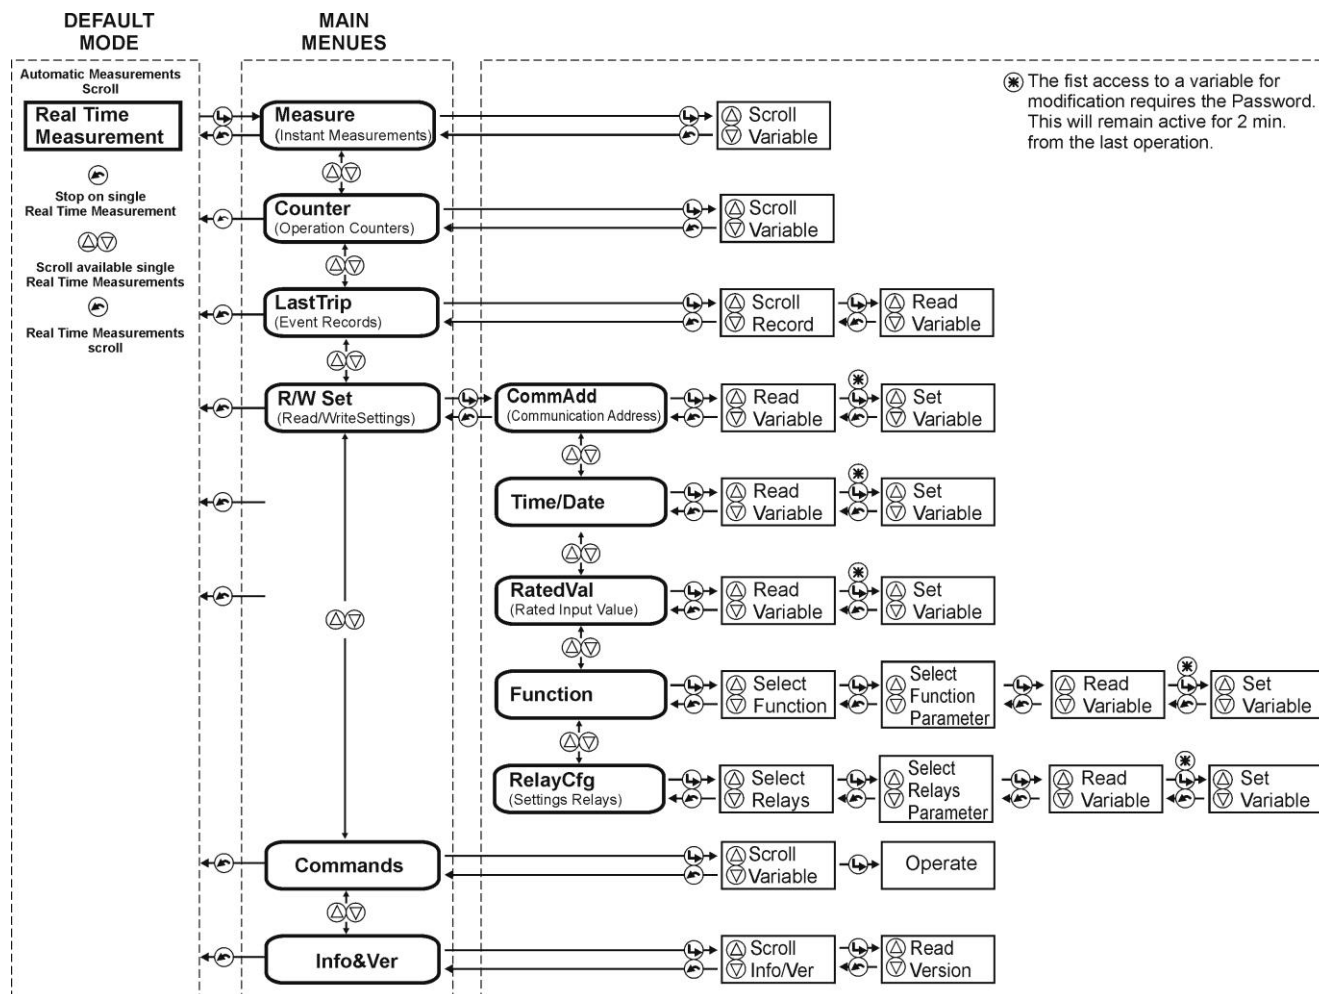 DEFAULT
MODE
MAIN
MENUES
Automatic Measurements
Scroll
Real Time
Measurement
Stop on single
Real Time Measurement
Scroll available single
Real Time Measurements
Real Time Measurements
scroll
The fist access to a variable for
modification requires the Password.
This will remain active for 2 min.
from the last operation.
Measure
(Instant Measurements)
Scroll
Variable
Counter
(Operation Counters)
Scroll
Variable
LastTrip
(Event Records)
Scroll
Record
Read
Variable
R/W Set
(Read/WriteSettings)
CommAdd
(Communication Address)
Read
Variable
Set
Variable
Time/Date
Read
Variable
Set
Variable
RatedVal
(Rated Input Value)
Read
Variable
Set
Variable
Function
Select
Function
Select
Function
Parameter
Read
Variable
Set
Variable
RelayCfg
(Settings Relays)
Select
Relays
Select
Relays
Parameter
Read
Variable
Set
Variable
Commands
Scroll
Variable
Operate
Info&Ver
Scroll
Info/Ver
Read
Version